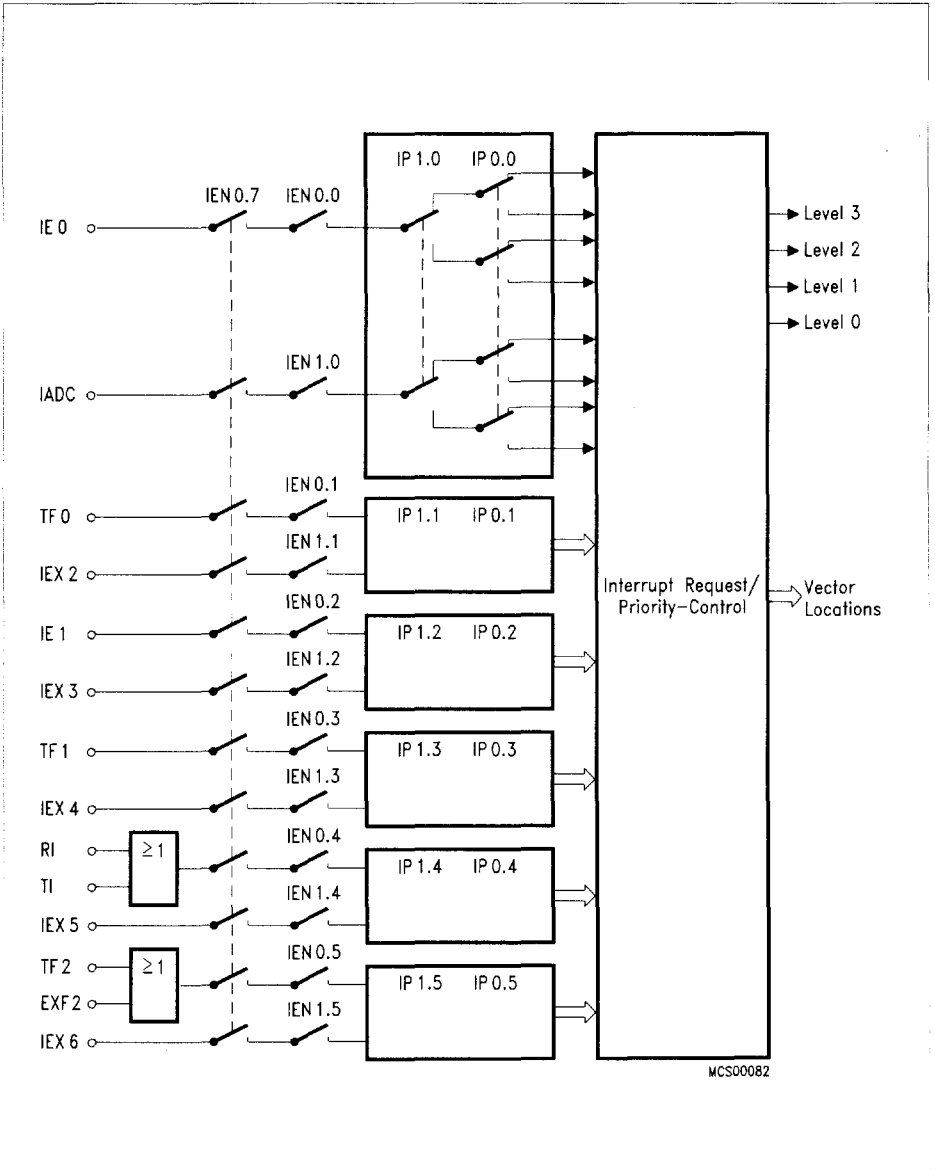 IP 1.0 IP 0.0
IEN 0.7 IEN 0.0
IE 0
Level 3
Level 2
Level 1
Level 0
IEN 1.0
IADC
IEN 0.1
TF 0
IP 1.1 IP 0.1
IEN 1.1
IEX 2
Interrupt Request/
Priority-Control
Vector
Locations
IEN 0.2
IE 1
IP 1.2 IP 0.2
IEN 1.2
IEX 3
IEN 0.3
TF 1
IP 1.3 IP 0.3
IEN 1.3
IEX 4
RI
≥1
IEN 0.4
IP 1.4 IP 0.4
TI
IEN 1.4
IEX 5
TF 2
≥1
IEN 0.5
IP 1.5 IP 0.5
EXF 2
IEN 1.5
IEX 6
MCS00082